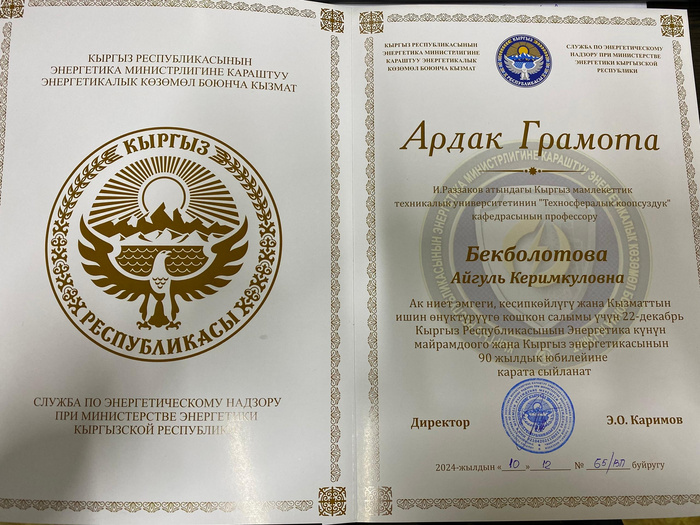 КЫРГЫЗ РЕСПУБЛИКАСЫНЫН
ЭНЕРГЕТИКА МИНИСТРЛИГИНЕ КАРАШТУУ
ЭНЕРГЕТИКАЛЫК КӨЗӨМӨЛ БОЮНЧА КЫЗМАТ
КЫРГЫЗ
РЕСПУБЛИКАСЫ
СЛУЖБА ПО ЭНЕРГЕТИЧЕСКОМУ НАДЗОРУ
ПРИ МИНИСТЕРСТВЕ ЭНЕРГЕТИКИ
КЫРГЫЗСКОЙ РЕСПУБЛИКИ
КЫРГЫЗ РЕСПУБЛИКАСЫНЫН
ЭНЕРГЕТИКА МИНИСТРЛИГИНЕ
КАРАШТУУ ЭНЕРГЕТИКАЛЫК
КӨЗӨМӨЛ БОЮНЧА КЫЗМАТ
СЛУЖБА ПО ЭНЕРГЕТИЧЕСКОМУ
НАДЗОРУ ПРИ МИНИСТЕРСТВЕ
ЭНЕРГЕТИКИ КЫРГЫЗСКОЙ
РЕСПУБЛИКИ
Ардак Грамота
И.Раззаков атындагы Кыргыз мамлекеттик
техникалык университетинин "Техносфералык коопсуздук"
кафедрасынын профессору
Бекболотова
Айгуль Керимкуловна
Ак ниет эмгеги, кесипкөйлүгү жана Кызматтын
ишин өнүктүрүүгө кошкон салымы үчүн 22-декабрь
Кыргыз Республикасынын Энергетика күнүн
майрамдоого жана Кыргыз энергетикасынын
90 жылдык юбилейине
карата сыйланат
Директор Э.О. Каримов
2024-жылдын «10» 12 № 65/ВП буйругу